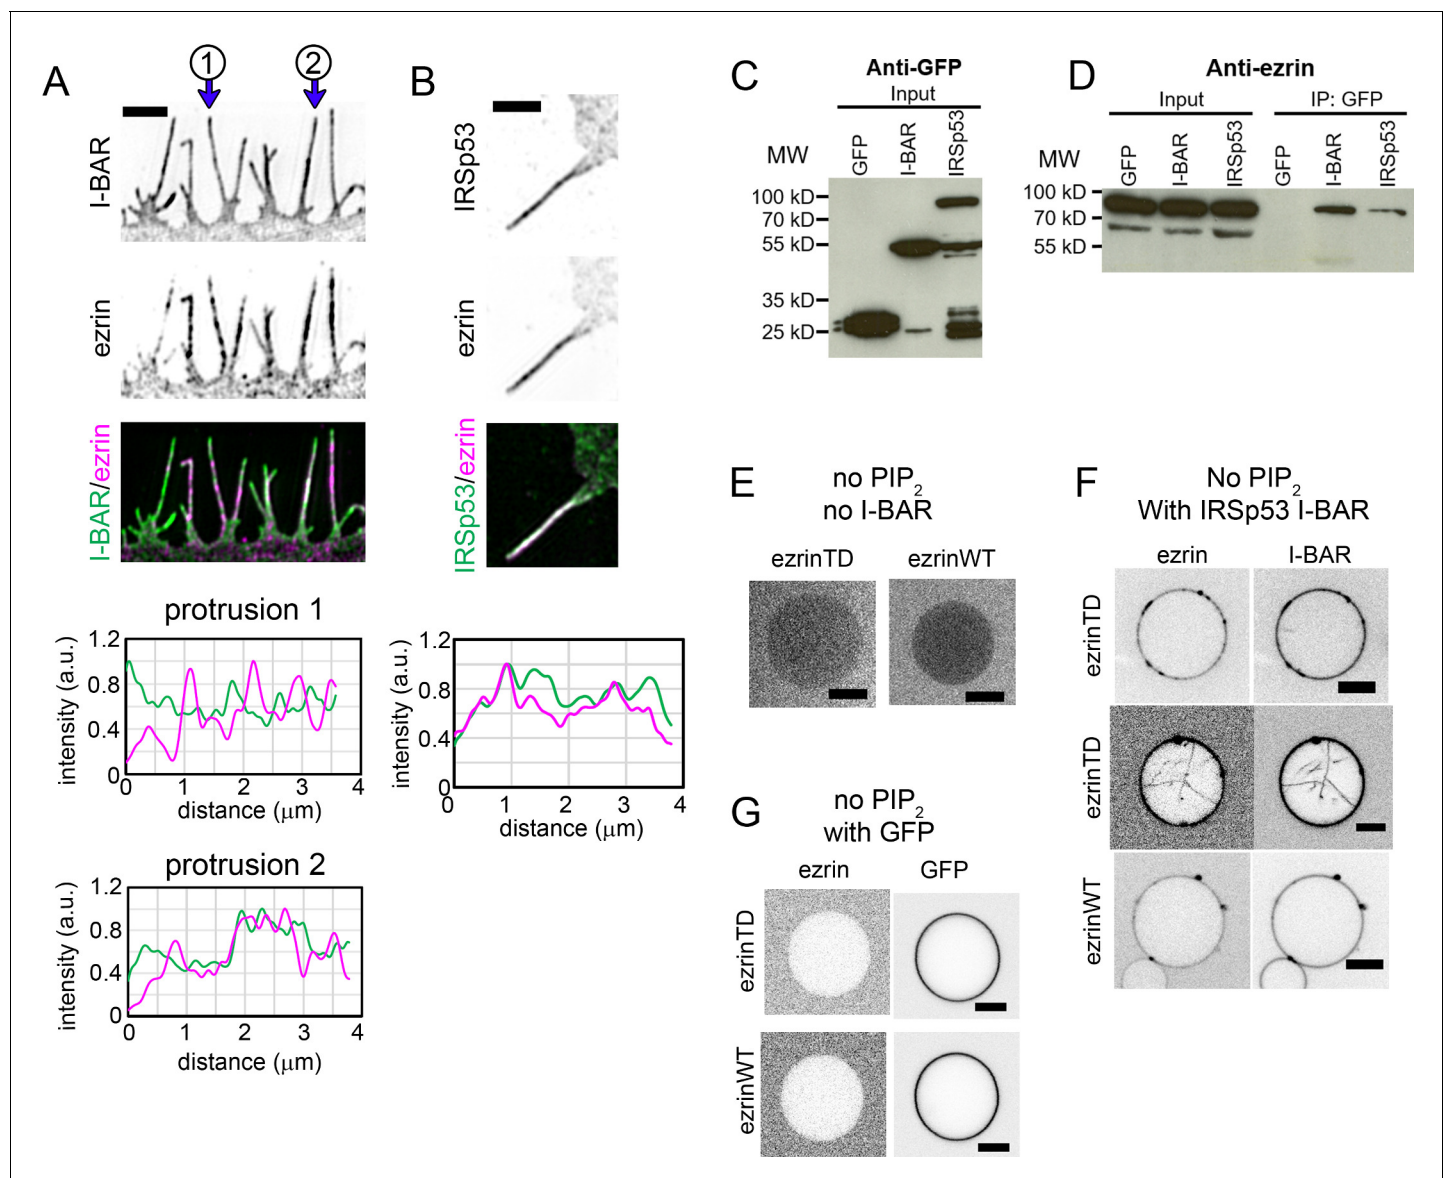 A
1
2
I-BAR
ezrin
I-BAR/ezrin
protrusion 1
intensity (a.u.)
1.2
0.8
0.4
0
0 1 2 3 4
distance (μm)
protrusion 2
intensity (a.u.)
1.2
0.8
0.4
0
0 1 2 3 4
distance (μm)
B
IRSp53
ezrin
IRSp53/ezrin
intensity (a.u.)
1.2
0.8
0.4
0
0 1 2 3 4
distance (μm)
C
Anti-GFP
Input
MW
GFP
I-BAR
IRSp53
100 kD
70 kD
55 kD
35 kD
25 kD
D
Anti-ezrin
Input
IP: GFP
MW
GFP
I-BAR
IRSp53
GFP
I-BAR
IRSp53
100 kD
70 kD
55 kD
E
no PIP2
no I-BAR
ezrinTD
ezrinWT
F
No PIP2
With IRSp53 I-BAR
ezrin
I-BAR
ezrinTD
ezrinTD
ezrinWT
G
no PIP2
with GFP
ezrin
GFP
ezrinTD
ezrinWT